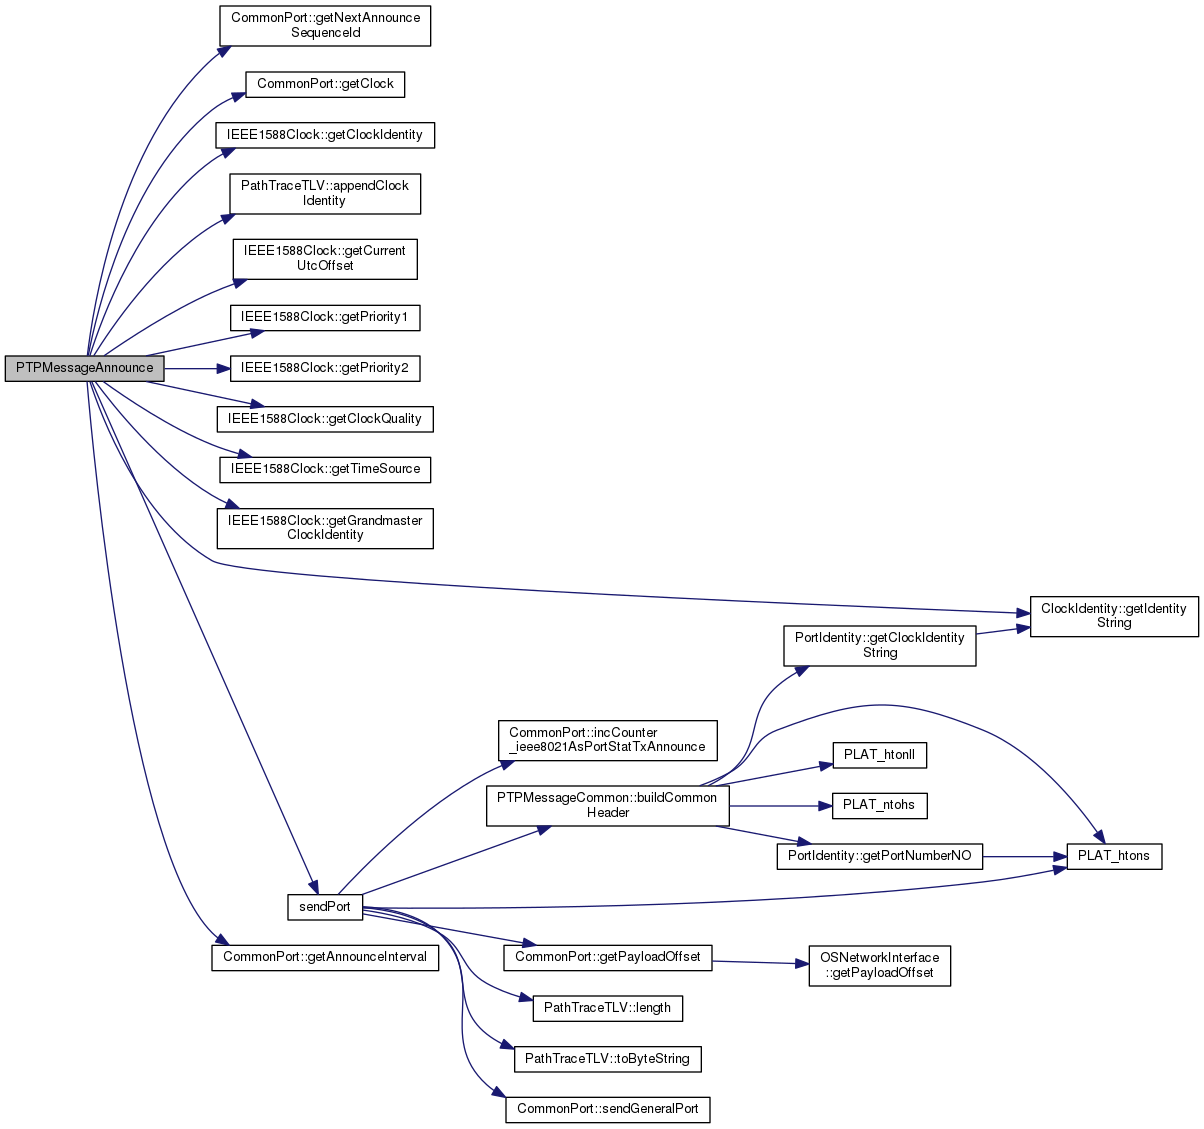 CommonPort::getNextAnnounce
SequenceId
CommonPort::getClock
IEEE1588Clock::getClockIdentity
PathTraceTLV::appendClock
Identity
IEEE1588Clock::getCurrent
UtcOffset
IEEE1588Clock::getPriority1
PTPMessageAnnounce
IEEE1588Clock::getPriority2
IEEE1588Clock::getClockQuality
IEEE1588Clock::getTimeSource
IEEE1588Clock::getGrandmaster
ClockIdentity
ClockIdentity::getIdentity
String
PortIdentity::getClockIdentity
String
CommonPort::incCounter
_ieee8021AsPortStatTxAnnounce
PLAT_htonll
PTPMessageCommon::buildCommon
Header
PLAT_ntohs
PortIdentity::getPortNumberNO
PLAT_htons
sendPort
CommonPort::getAnnounceInterval
CommonPort::getPayloadOffset
OSNetworkInterface
::getPayloadOffset
PathTraceTLV::length
PathTraceTLV::toByteString
CommonPort::sendGeneralPort